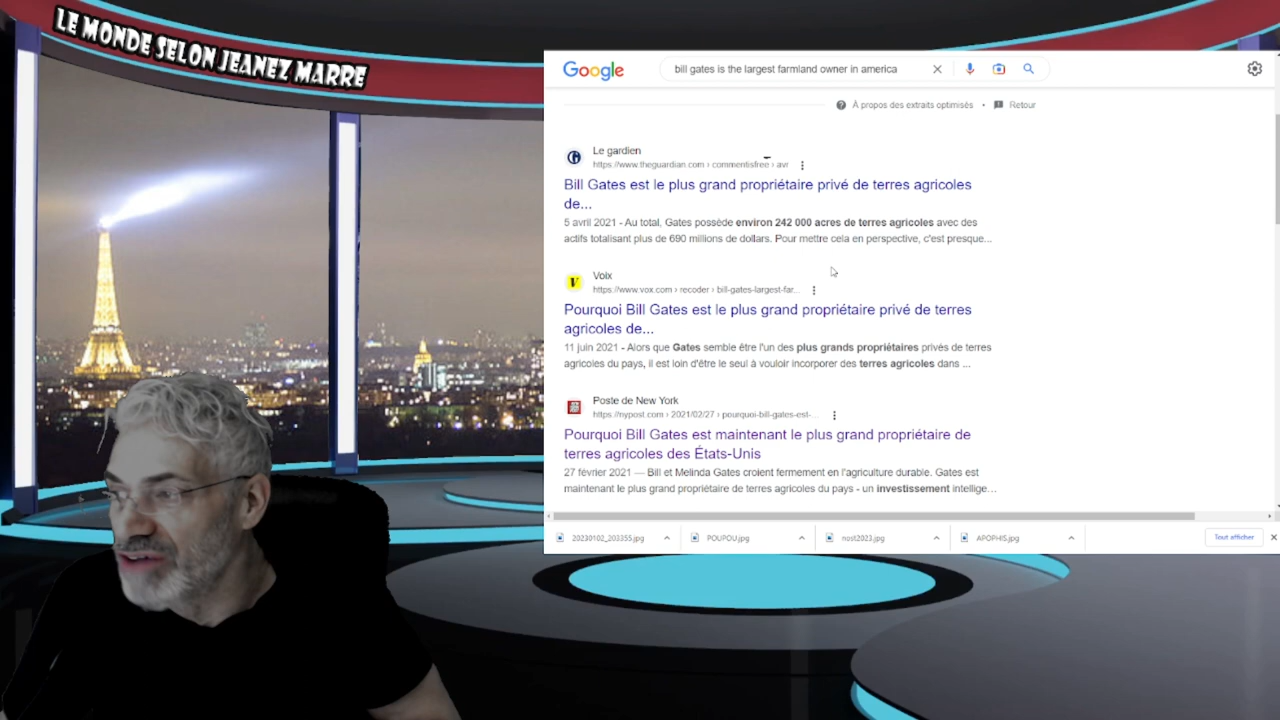 LE MONDE SELON JEANEZ MARRE
Google
bill gates is the largest farmland owner in america
À propos des extraits optimisés • Retour
Le gardien
https://www.theguardian.com › commentisfree › avr
Bill Gates est le plus grand propriétaire privé de terres agricoles
de...
5 avril 2021 - Au total, Gates possède environ 242 000 acres de terres agricoles avec des
actifs totalisant plus de 690 millions de dollars. Pour mettre cela en perspective, c'est presque...
V
Voix
https://www.vox.com › recoder › bill-gates-largest-far...
Pourquoi Bill Gates est le plus grand propriétaire privé de terres
agricoles de...
11 juin 2021 - Alors que Gates semble être l'un des plus grands propriétaires privés de terres
agricoles du pays, il est loin d'être le seul à vouloir incorporer des terres agricoles dans ...
Poste de New York
https://nypost.com › 2021/02/27 › pourquoi-bill-gates-est-...
Pourquoi Bill Gates est maintenant le plus grand propriétaire de
terres agricoles des États-Unis
27 février 2021 — Bill et Melinda Gates croient fermement en l'agriculture durable. Gates est
maintenant le plus grand propriétaire de terres agricoles du pays - un investissement intellige...
20230102_203355.jpg
POUPOU.jpg
nost2023.jpg
APOPHIS.jpg
Tout afficher